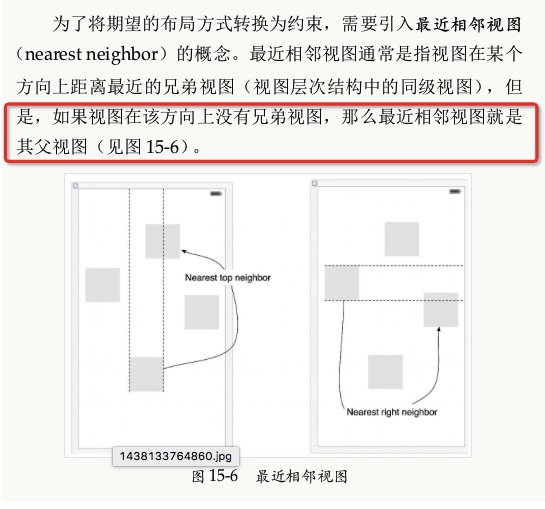 为了将期望的布局方式转换为约束，需要引入最近相邻视图
（nearest neighbor）的概念。最近相邻视图通常是指视图在某个
方向上距离最近的兄弟视图（视图层次结构中的同级视图），但
是，如果视图在该方向上没有兄弟视图，那么最近相邻视图就是
其父视图（见图 15-6）。
Nearest top neighbor
Nearest right neighbor
1438133764860.jpg
图 15-6 最近相邻视图